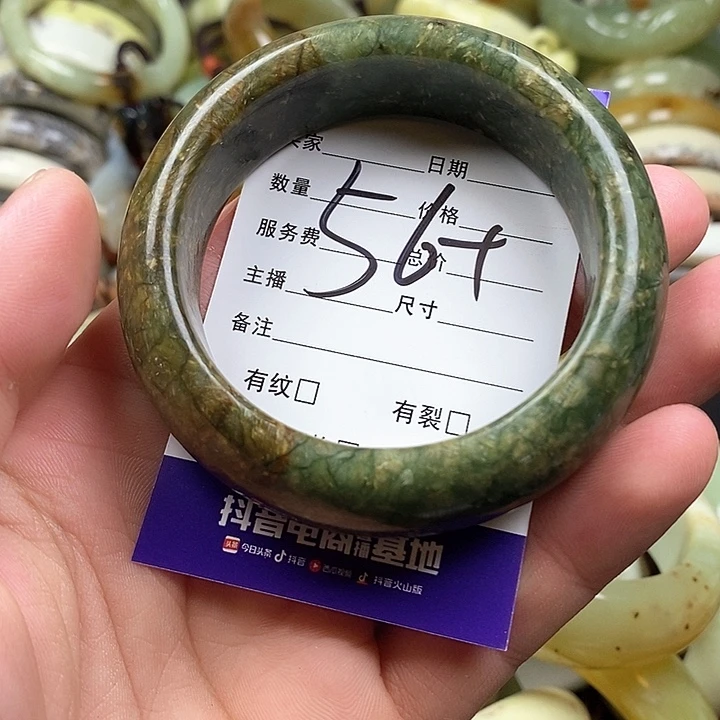 家 日期
数量 价格
56+
服务费 总价
主播 尺寸
备注
有纹□ 有裂□
抖音电商直播基地
今日头条 抖音 西瓜视频 抖音火山版